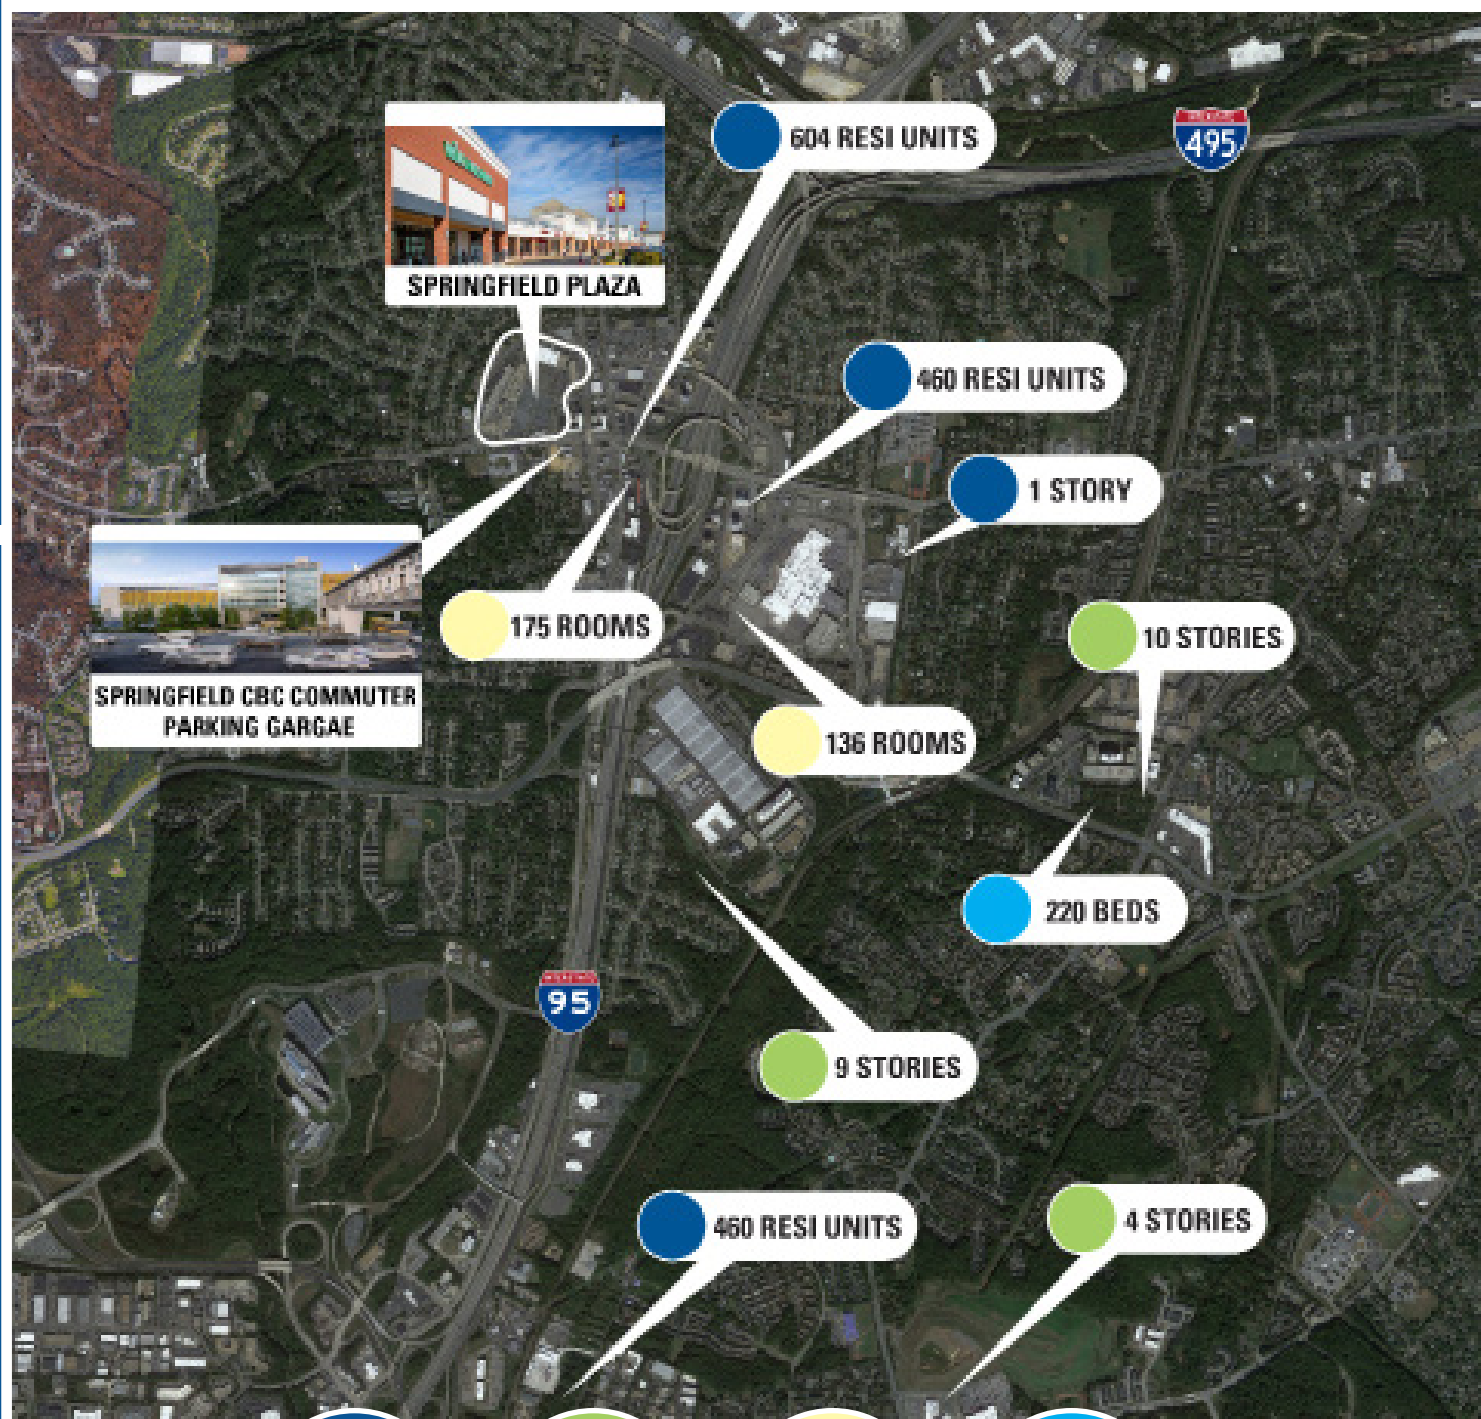 604 RESI UNITS
495
SPRINGFIELD PLAZA
460 RESI UNITS
1 STORY
175 ROOMS
10 STORIES
SPRINGFIELD CBC COMMUTER
PARKING GARGAE
136 ROOMS
220 BEDS
INTERSTATE
95
9 STORIES
460 RESI UNITS
4 STORIES